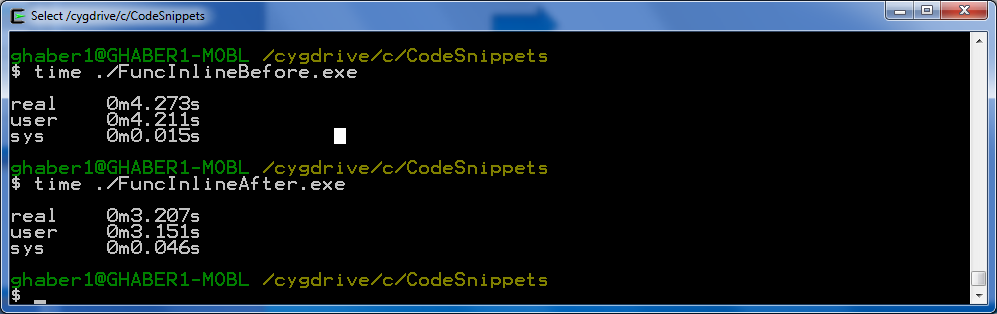 Select /cygdrive/c/CodeSnippets
ghaber1@GHABER1-MOBL /cygdrive/c/CodeSnippets
$ time ./FuncInlineBefore.exe
real 0m4.273s
user 0m4.211s
sys 0m0.015s
ghaber1@GHABER1-MOBL /cygdrive/c/CodeSnippets
$ time ./FuncInlineAfter.exe
real 0m3.207s
user 0m3.151s
sys 0m0.046s
ghaber1@GHABER1-MOBL /cygdrive/c/CodeSnippets
$